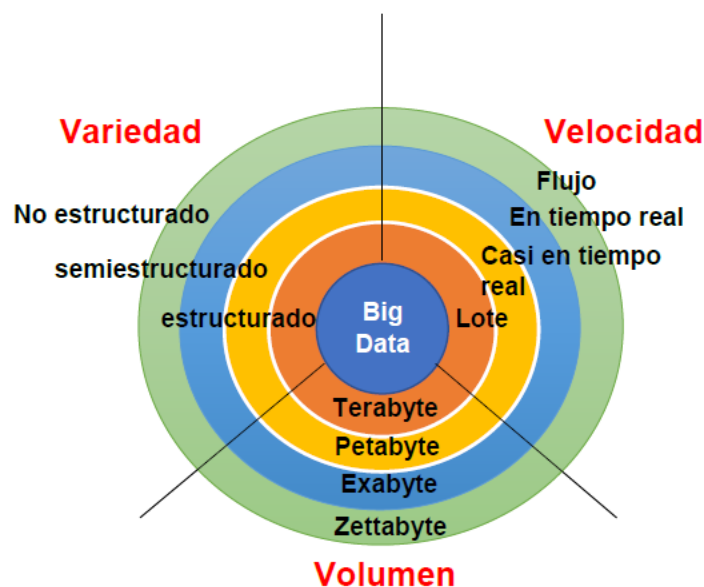 Variedad
No estructurado
semiestructurado
estructurado
Velocidad
Flujo
En tiempo real
Casi en tiempo
real
Lote
Big
Data
Terabyte
Petabyte
Exabyte
Zettabyte
Volumen